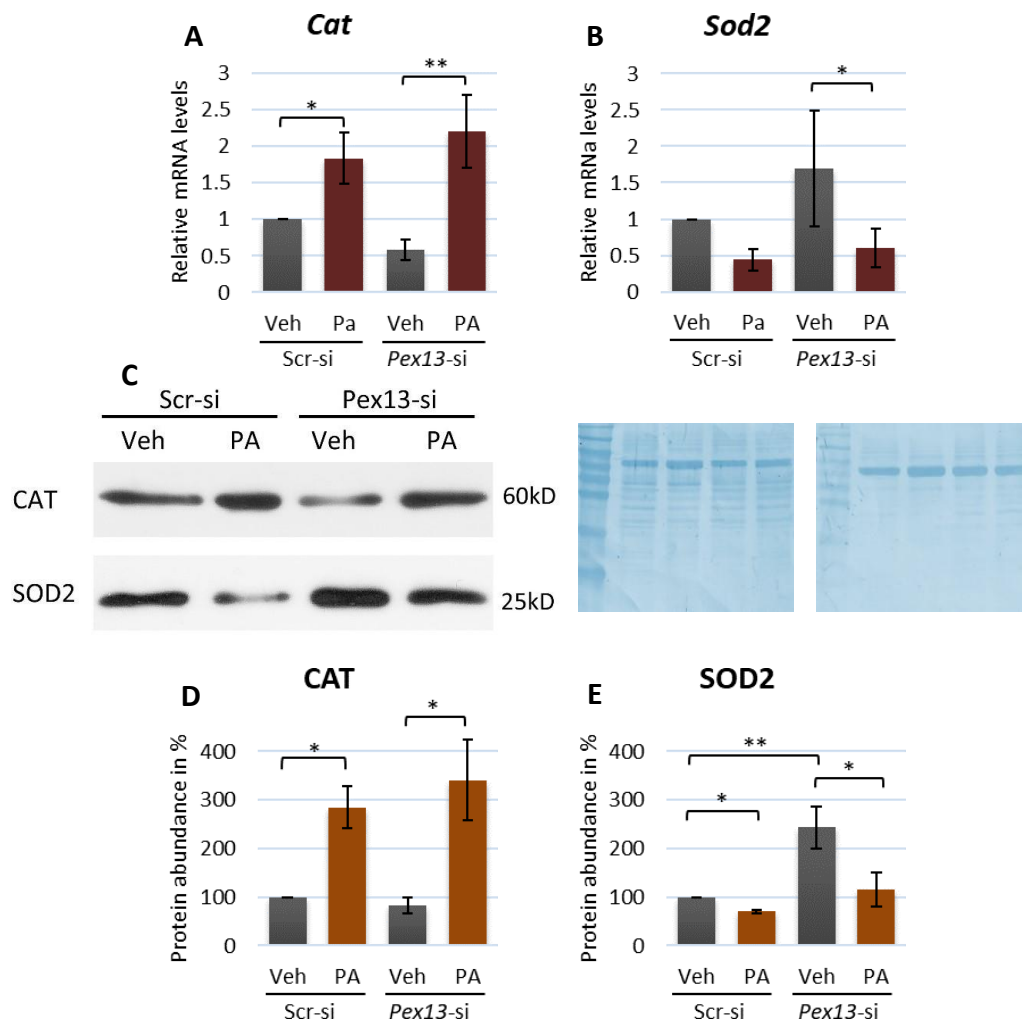 A Cat
Relative mRNA levels
3
2.5
2
1.5
1
0.5
0
* **
Veh Pa Veh PA
Scr-si Pex13-si
B Sod2
Relative mRNa levels
3
2.5
2
1.5
1
0.5
0
*
Veh Pa Veh PA
Scr-si Pex13-si
C
Scr-si Pex13-si
Veh PA Veh PA
CAT 60kD
SOD2 25kD
D CAT
Protein abundance in %
400
300
200
100
0
* *
Veh PA Veh PA
Scr-si Pex13-si
E SOD2
Protein abundance in %
400
300
200
100
0
** * *
Veh PA Veh PA
Scr-si Pex13-si